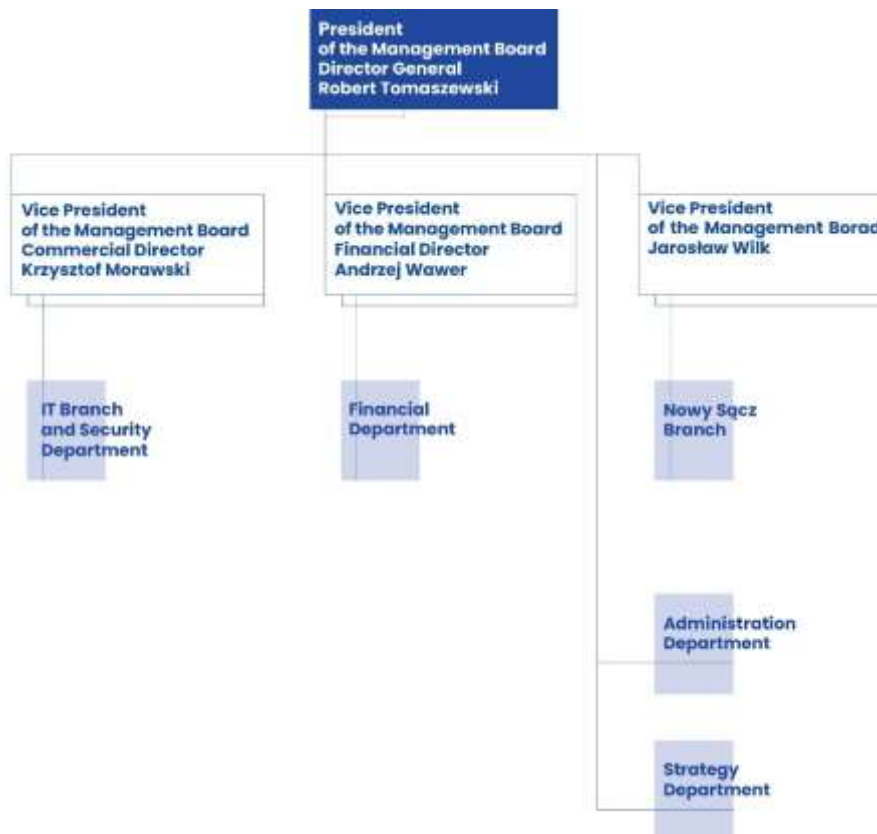 President
of the Management Board
Director General
Robert Tomaszewski
Vice President
of the Management Board
Commercial Director
Krzysztof Morawski
Vice President
of the Management Board
Financial Director
Andrzej Wawer
Vice President
of the Management Borad
Jarosław Wilk
IT Branch
and Security
Department
Financial
Department
Nowy Sącz
Branch
Administration
Department
Strategy
Department